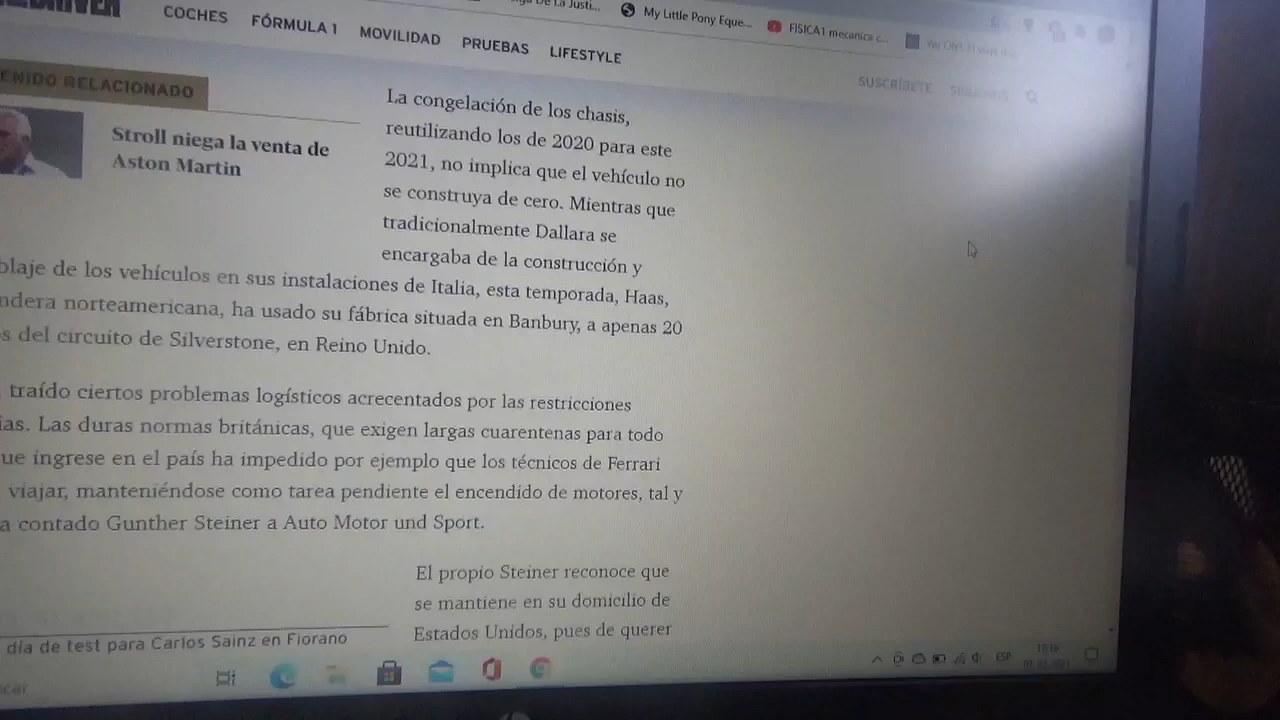 DRIVER
COCHES FÓRMULA 1 MOVILIDAD PRUEBAS LIFESTYLE
My Little Pony Eque... FISICA1 mecanica c...
De La Justi...
SUSCRÍBETE SÍGUENOS
ENIDO RELACIONADO
Stroll niega la venta de
Aston Martin
La congelación de los chasis,
reutilizando los de 2020 para este
2021, no implica que el vehículo no
se construya de cero. Mientras que
tradicionalmente Dallara se
encargaba de la construcción y
blaje de los vehículos en sus instalaciones de Italia, esta temporada, Haas,
ndera norteamericana, ha usado su fábrica situada en Banbury, a apenas 20
s del circuito de Silverstone, en Reino Unido.
traído ciertos problemas logísticos acrecentados por las restricciones
ias. Las duras normas británicas, que exigen largas cuarentenas para todo
ue ingrese en el país ha impedido por ejemplo que los técnicos de Ferrari
viajar, manteniéndose como tarea pendiente el encendido de motores, tal y
a contado Gunther Steiner a Auto Motor und Sport.
El propio Steiner reconoce que
se mantiene en su domicilio de
Estados Unidos, pues de querer
día de test para Carlos Sainz en Fiorano
car
ESP